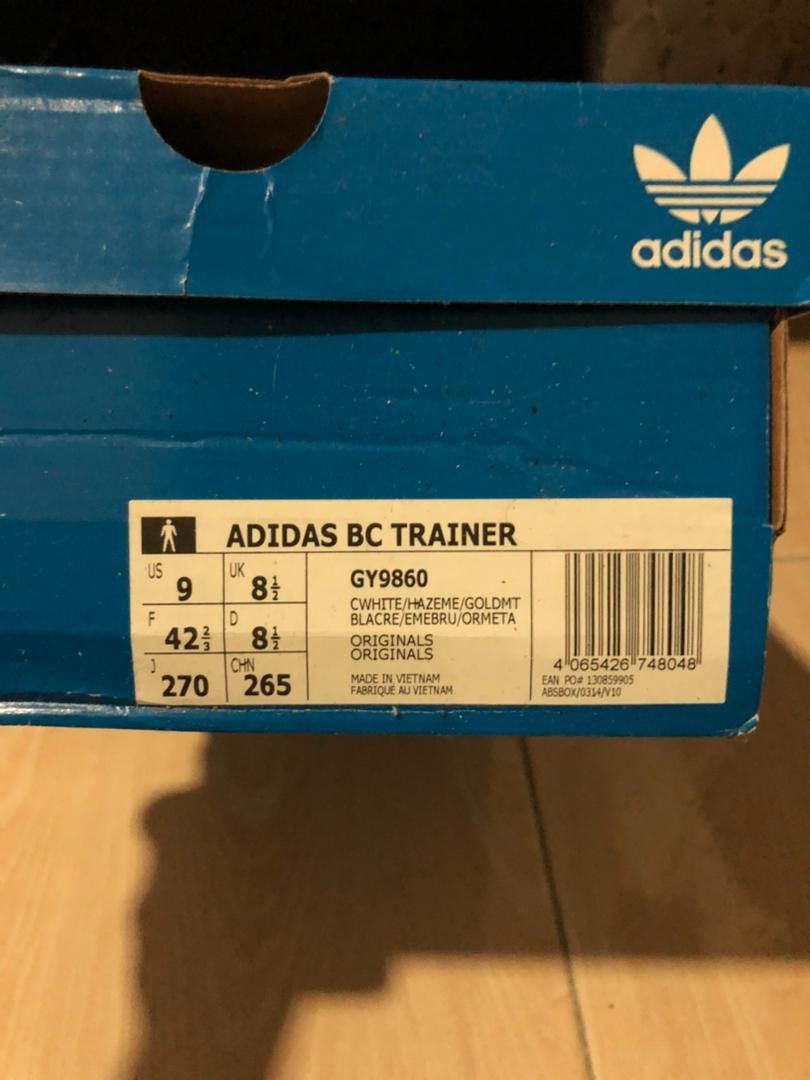 adidas
ADIDAS BC TRAINER
US 9 UK 8½
F 42⅔ D 8½
J 270 CHN 265
GY9860
CWHITE/HAZEME/GOLDMT
BLACRE/EMEBRU/ORMETA
ORIGINALS
ORIGINALS
MADE IN VIETNAM
FABRIQUÉ AU VIETNAM
4 065426 748048
EAN PO# 130859905
ABSBOX/0314/V10